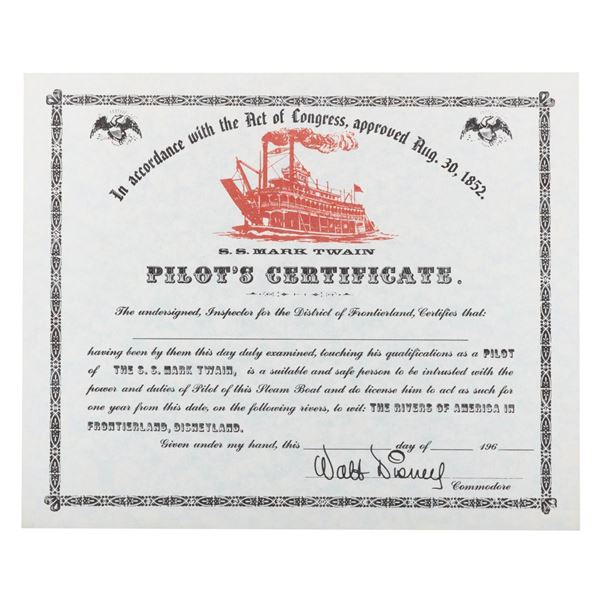 In accordance with the Act of Congress, approved Aug. 30, 1852.
S. S. MARK TWAIN
PILOT'S CERTIFICATE.
The undersigned, Inspector for the District of Frontierland, Certifies that:
having been by them this day duly examined, touching his qualifications as a PILOT
of THE S. S. MARK TWAIN, is a suitable and safe person to be intrusted with the
power and duties of Pilot of this Steam Boat and do license him to act as such for
one year from this date, on the following rivers, to wit: THE RIVERS OF AMERICA IN
FRONTIERLAND, DISNEYLAND.
Given under my hand, this day of 196
Walt Disney
Commodore